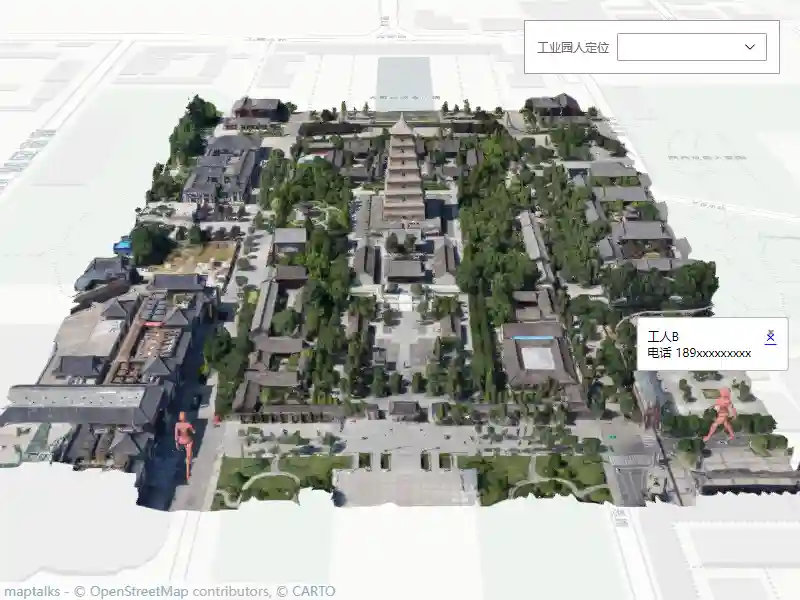 工业园人定位
工人B
×
电话 189xxxxxxxxx
maptalks - © OpenStreetMap contributors, © CARTO